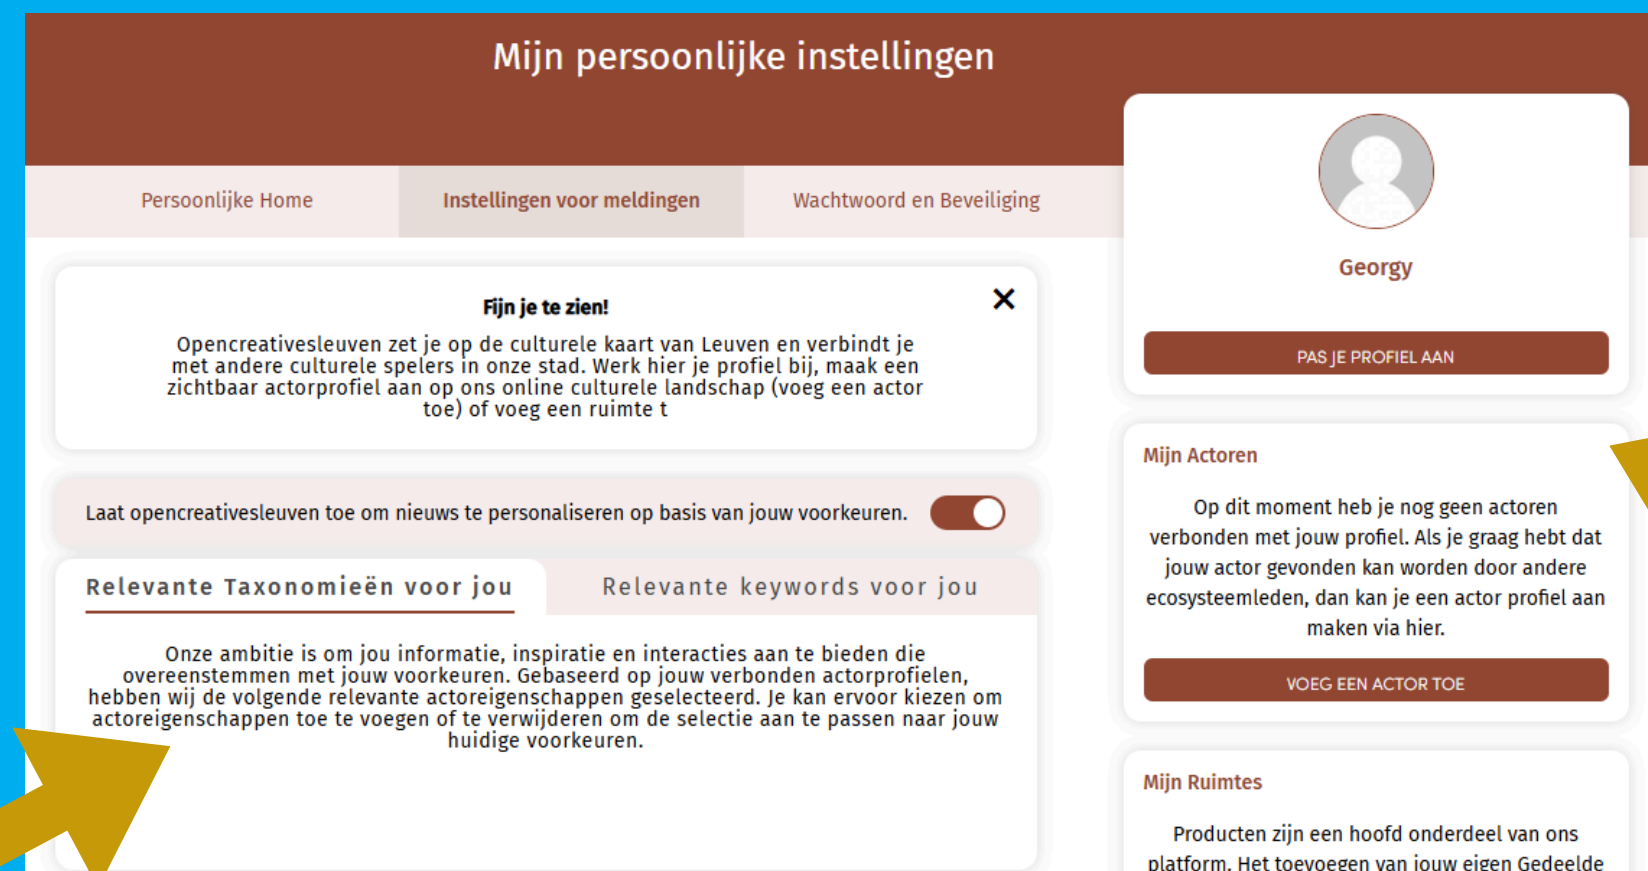 Mijn persoonlijke instellingen
Persoonlijke Home
Instellingen voor meldingen
Wachtwoord en Beveiliging
Fijn je te zien!
Opencreativesleuven zet je op de culturele kaart van Leuven en verbindt je
met andere culturele spelers in onze stad. Werk hier je profiel bij, maak een
zichtbaar actorprofiel aan op ons online culturele landschap (voeg een actor
toe) of voeg een ruimte t
Laat opencreativesleuven toe om nieuws te personaliseren op basis van jouw voorkeuren.
Relevante Taxonomieën voor jou
Relevante keywords voor jou
Onze ambitie is om jou informatie, inspiratie en interacties aan te bieden die
overeenstemmen met jouw voorkeuren. Gebaseerd op jouw verbonden actorprofielen,
hebben wij de volgende relevante actoreigenschappen geselecteerd. Je kan ervoor kiezen om
actoreigenschappen toe te voegen of te verwijderen om de selectie aan te passen naar jouw
huidige voorkeuren.
Georgy
PAS JE PROFIEL AAN
Mijn Actoren
Op dit moment heb je nog geen actoren
verbonden met jouw profiel. Als je graag hebt dat
jouw actor gevonden kan worden door andere
ecosysteemleden, dan kan je een actor profiel aan
maken via hier.
VOEG EEN ACTOR TOE
Mijn Ruimtes
Producten zijn een hoofd onderdeel van ons
platform. Het toevoegen van jouw eigen Gedeelde